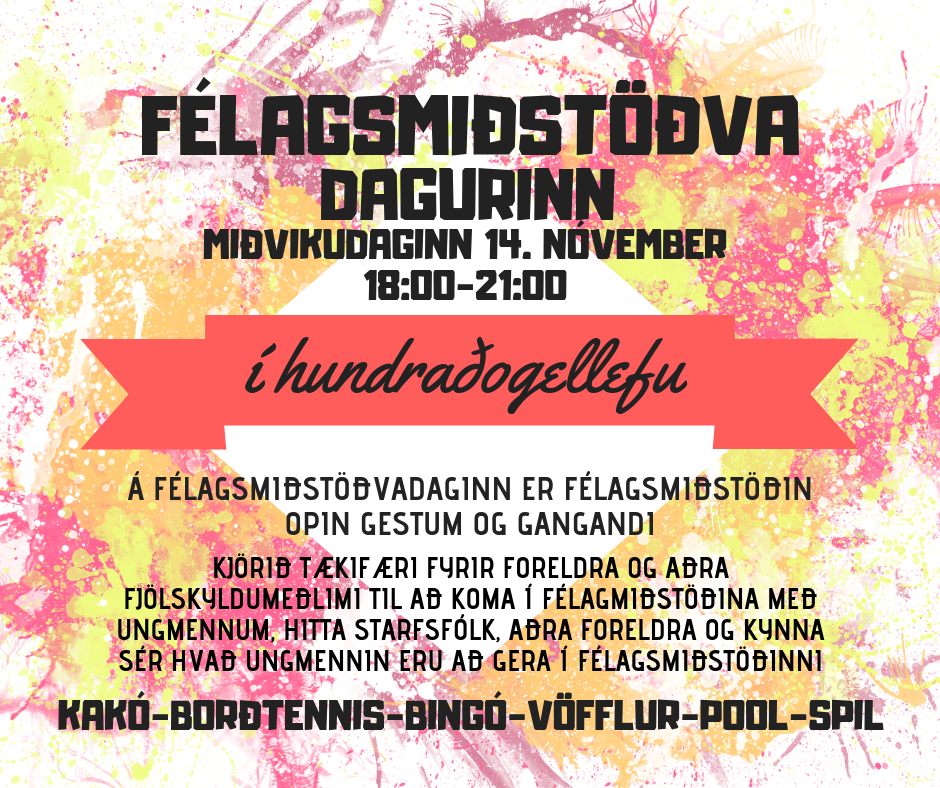 FÉLAGSMIÐSTÖÐVA
DAGURINN
MIÐVIKUDAGINN 14. NÓVEMBER
18:00-21:00
í hundraðogellefu
Á FÉLAGSMIÐSTÖÐVADAGINN ER FÉLAGSMIÐSTÖÐIN
OPIN GESTUM OG GANGANDI
KJÖRIÐ TÆKIFÆRI FYRIR FORELDRA OG AÐRA
FJÖLSKYLDUMEÐLIMI TIL AÐ KOMA Í FÉLAGMIÐSTÖÐINA MEÐ
UNGMENNUM, HITTA STARFSFÓLK, AÐRA FORELDRA OG KYNNA
SÉR HVAÐ UNGMENNIN ERU AÐ GERA Í FÉLAGSMIÐSTÖÐINNI
KAKÓ-BORÐTENNIS-BINGÓ-VÖFFLUR-POOL-SPIL